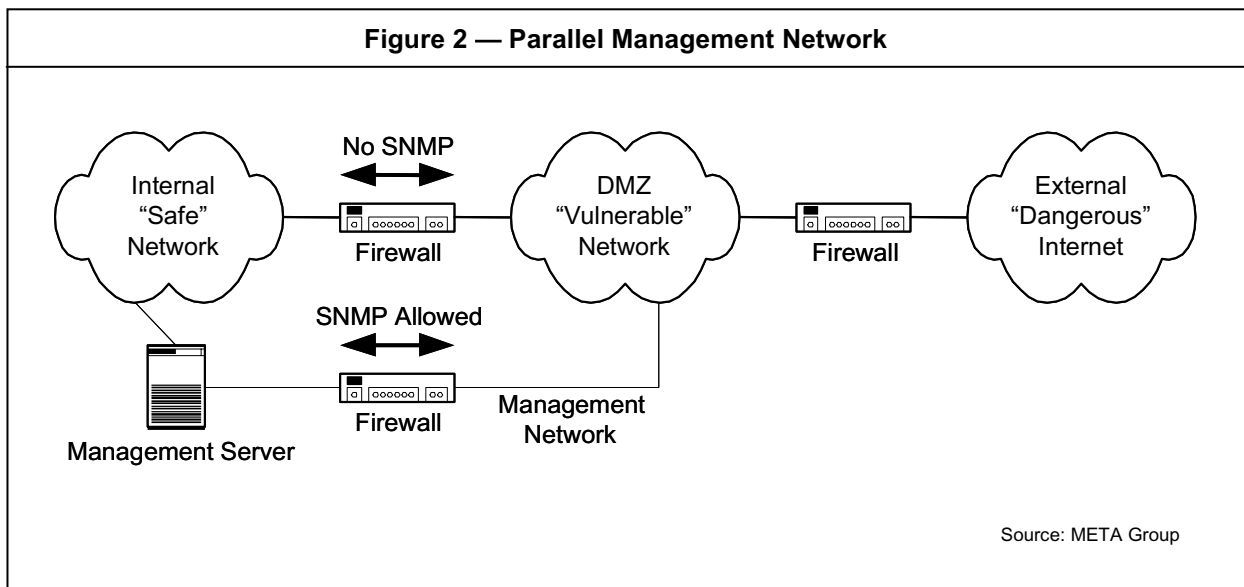 Figure 2 — Parallel Management Network
No SNMP
Internal
“Safe”
Network
Firewall
DMZ
“Vulnerable”
Network
Firewall
External
“Dangerous”
Internet
SNMP Allowed
Management Server
Firewall
Management
Network
Source: META Group